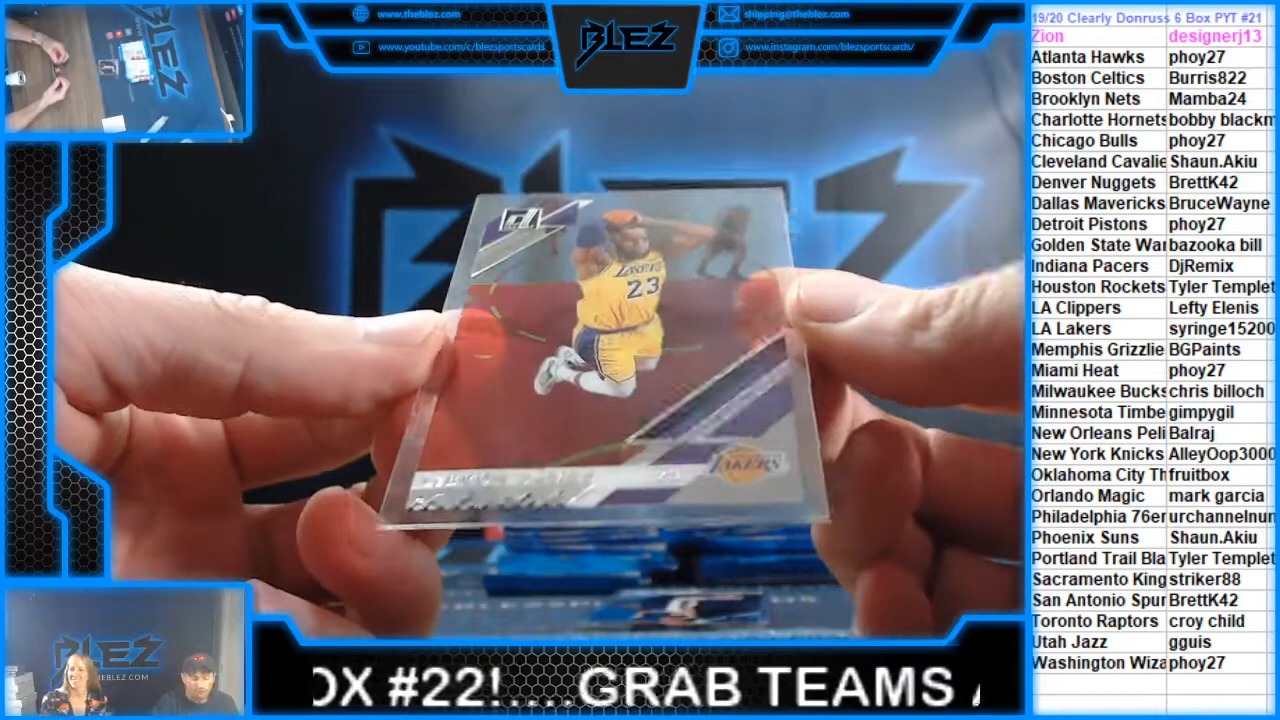 www.theblez.com
shipping@theblez.com
www.youtube.com/c/blezsportscards
www.instagram.com/blezsportscards/
BLEZ
LAKERS
23
LAKERS
BLEZ
THEBLEZ.COM
OX #22!....GRAB TEAMS
19/20 Clearly Donruss 6 Box PYT #21
Zion designerj13
Atlanta Hawks phoy27
Boston Celtics Burris822
Brooklyn Nets Mamba24
Charlotte Hornets bobby blackm
Chicago Bulls phoy27
Cleveland Cavalie Shaun.Akiu
Denver Nuggets BrettK42
Dallas Mavericks BruceWayne
Detroit Pistons phoy27
Golden State War bazooka bill
Indiana Pacers DjRemix
Houston Rockets Tyler Templet
LA Clippers Lefty Elenis
LA Lakers syringe15200
Memphis Grizzlie BGPaints
Miami Heat phoy27
Milwaukee Bucks chris billoch
Minnesota Timbe gimpygil
New Orleans Peli Balraj
New York Knicks AlleyOop3000
Oklahoma City Th fruitbox
Orlando Magic mark garcia
Philadelphia 76er urchannelnun
Phoenix Suns Shaun.Akiu
Portland Trail Bla Tyler Templet
Sacramento King striker88
San Antonio Spur BrettK42
Toronto Raptors croy child
Utah Jazz gguis
Washington Wiza phoy27